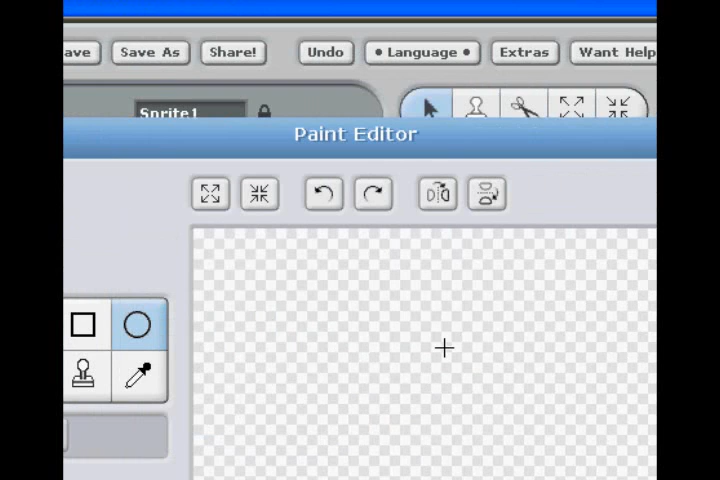 ave Save As Share! Undo • Language • Extras Want Help
Sprite1
Paint Editor